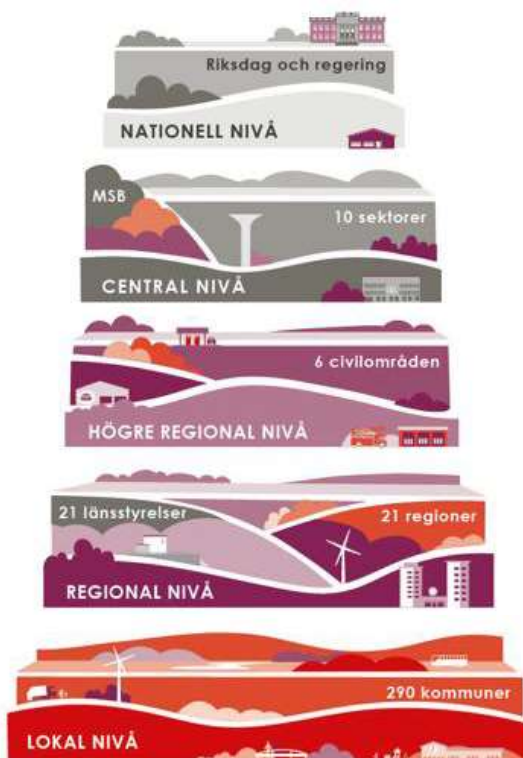 Riksdag och regering
NATIONELL NIVÅ
MSB
10 sektorer
CENTRAL NIVÅ
6 civilområden
HÖGRE REGIONAL NIVÅ
21 länsstyrelser
21 regioner
REGIONAL NIVÅ
290 kommuner
LOKAL NIVÅ